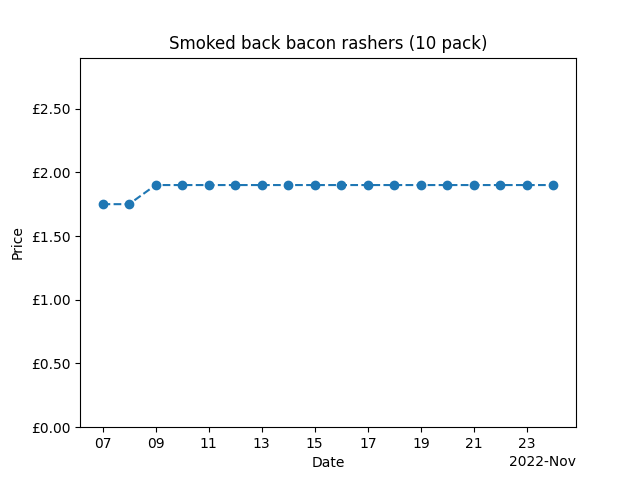 Smoked back bacon rashers (10 pack)
£2.50
£2.00
£1.50
£1.00
£0.50
£0.00
Price
07 09 11 13 15 17 19 21 23
Date
2022-Nov